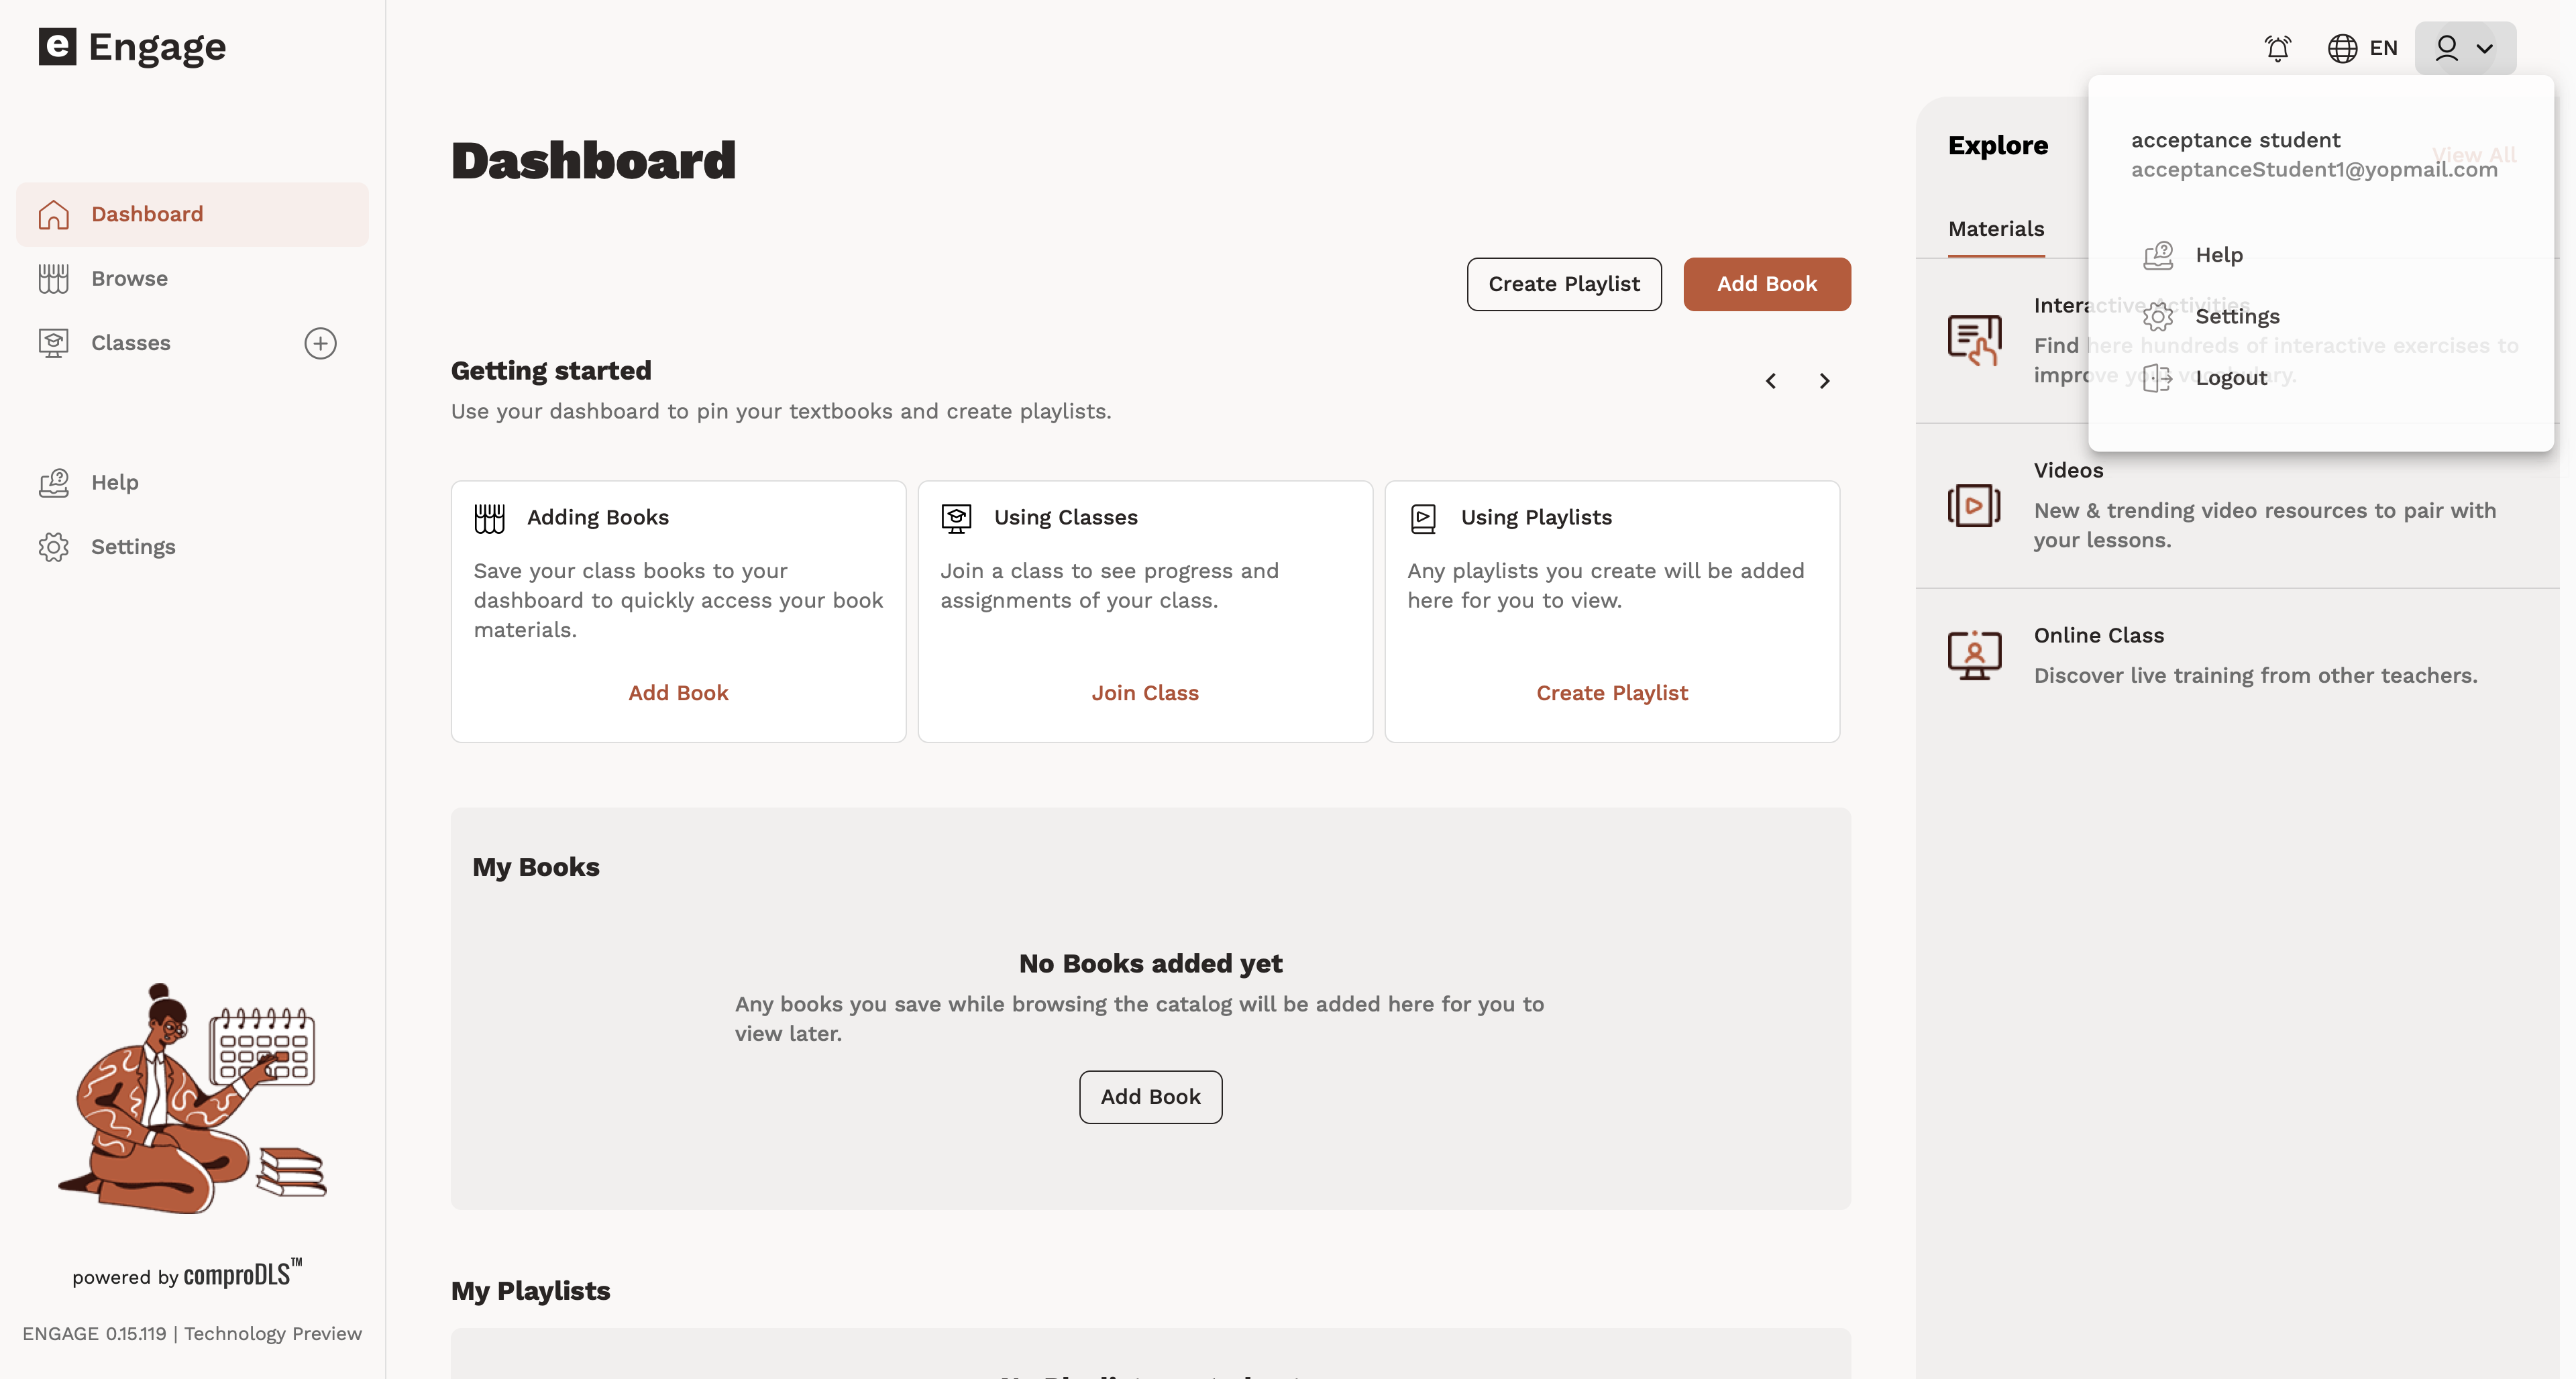 e Engage
EN
Dashboard
Browse
Classes
Help
Settings
powered by comproDLS™
ENGAGE 0.15.119 | Technology Preview
Dashboard
Create Playlist
Add Book
Getting started
Use your dashboard to pin your textbooks and create playlists.
Adding Books
Save your class books to your
dashboard to quickly access your book
materials.
Add Book
Using Classes
Join a class to see progress and
assignments of your class.
Join Class
Using Playlists
Any playlists you create will be added
here for you to view.
Create Playlist
My Books
No Books added yet
Any books you save while browsing the catalog will be added here for you to
view later.
Add Book
My Playlists
Explore
View All
Materials
Interactive Activities
Find here hundreds of interactive exercises to
improve your vocabulary.
Videos
New & trending video resources to pair with
your lessons.
Online Class
Discover live training from other teachers.
acceptance student
acceptanceStudent1@yopmail.com
Help
Settings
Logout